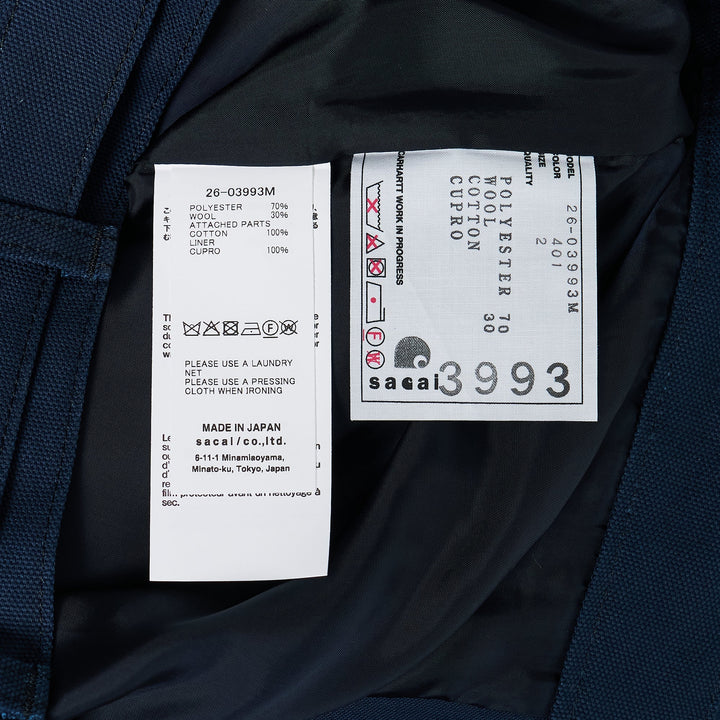 26-03993M
POLYESTER 70%
WOOL 30%
ATTACHED PARTS
COTTON 100%
LINER
CUPRO 100%
PLEASE USE A LAUNDRY
NET
PLEASE USE A PRESSING
CLOTH WHEN IRONING
MADE IN JAPAN
sacai/co.,ltd.
6-11-1 Minamiaoyama,
Minato-ku, Tokyo, Japan
sec.
MODEL 26-03993M
COLOR 401
SIZE 2
QUALITY
POLYESTER 70
WOOL 30
COTTON
CUPRO
CARHARTT WORK IN PROGRESS
sacai
3993